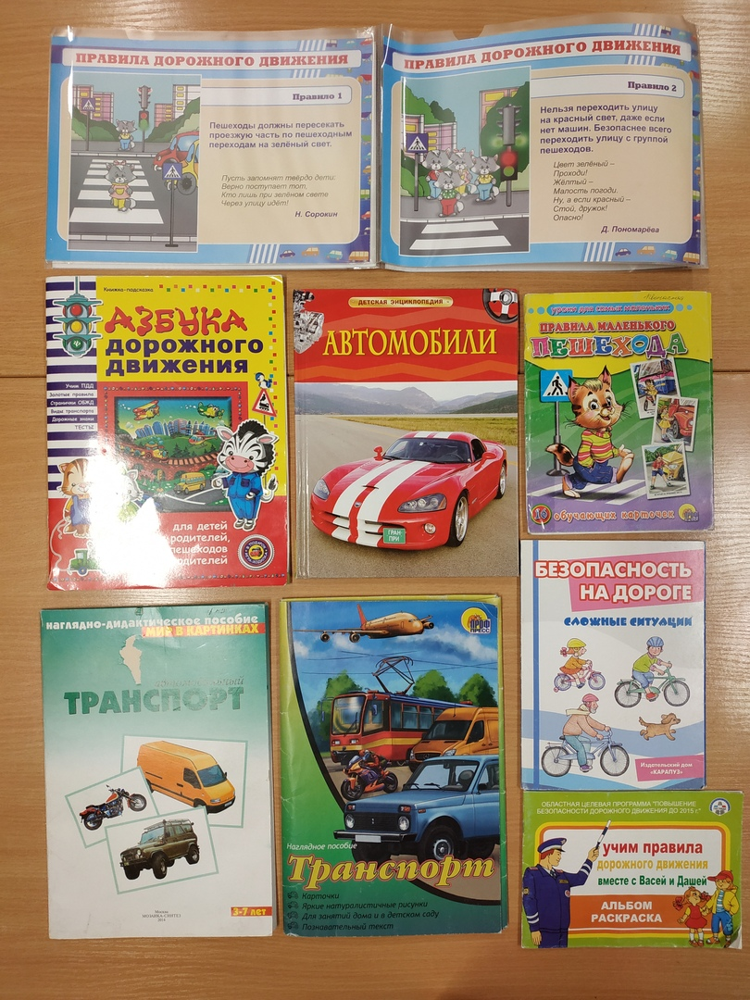 ПРАВИЛА ДОРОЖНОГО ДВИЖЕНИЯ
Правило 1
Пешеходы должны пересекать
проезжую часть по пешеходным
переходам на зелёный свет.
Пусть запомнят твёрдо дети:
Верно поступает тот,
Кто лишь при зелёном свете
Через улицу идёт!
Н. Сорокин
ПРАВИЛА ДОРОЖНОГО ДВИЖЕНИЯ
Правило 2
Нельзя переходить улицу
на красный свет, даже если
нет машин. Безопаснее всего
переходить улицу с группой
пешеходов.
Цвет зелёный –
Проходи!
Жёлтый –
Малость погоди.
Ну, а если красный –
Стой, дружок!
Опасно!
Д. Пономарёва
Книжка-подсказка
АЗБУКА
дорожного
движения
Учим ПДД
Золотые правила
Странички ОБЖД
Виды транспорта
Дорожные знаки
ТЕСТЫ
для детей
родителей,
пешеходов
водителей
ДЕТСКАЯ ЭНЦИКЛОПЕДИЯ
АВТОМОБИЛИ
ГРАН-
ПРИ
уроки для самых маленьких
ПРАВИЛА МАЛЕНЬКОГО
ПЕШЕХОДА
16 обучающих карточек
НАГЛЯДНО-ДИДАКТИЧЕСКОЕ ПОСОБИЕ
МИР В КАРТИНКАХ
ТРАНСПОРТ
Москва
МОЗАИКА-СИНТЕЗ
2014
3-7 лет
ПРОФ
ПРЕСС
Наглядное пособие
Транспорт
Карточки
Яркие натуралистичные рисунки
Для занятий дома и в детском саду
Познавательный текст
БЕЗОПАСНОСТЬ
НА ДОРОГЕ
СЛОЖНЫЕ СИТУАЦИИ
Издательский дом
«КАРАПУЗ»
ОБЛАСТНАЯ ЦЕЛЕВАЯ ПРОГРАММА "ПОВЫШЕНИЕ
БЕЗОПАСНОСТИ ДОРОЖНОГО ДВИЖЕНИЯ ДО 2015 г."
учим правила
дорожного движения
вместе с Васей и Дашей
АЛЬБОМ
РАСКРАСКА